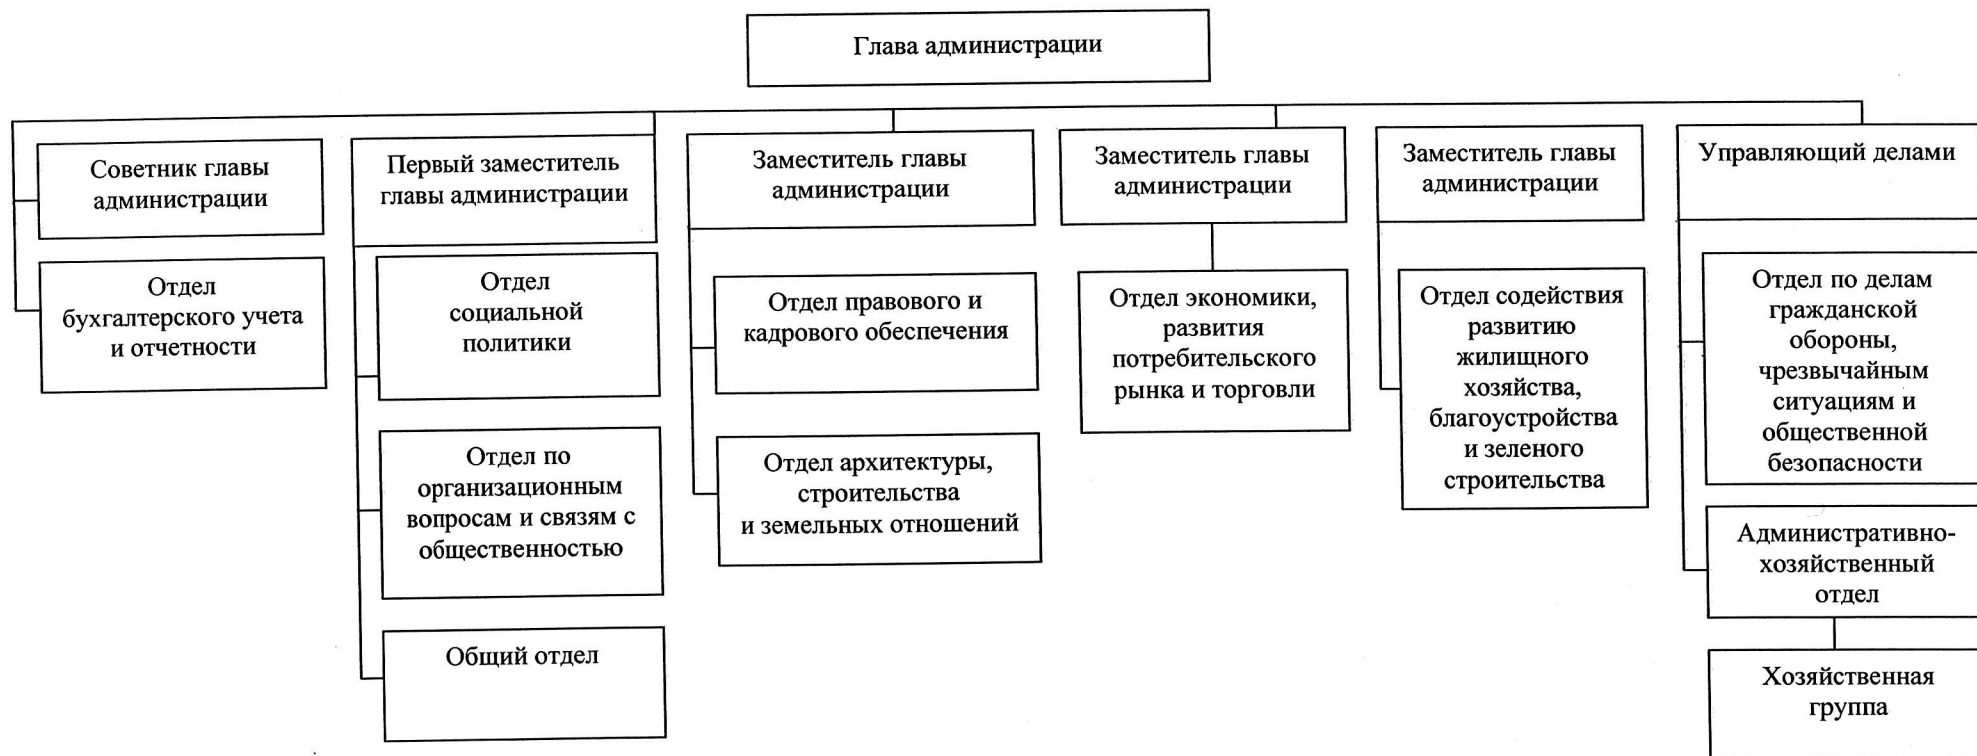 Глава администрации
Советник главы
администрации
Отдел
бухгалтерского учета
и отчетности
Первый заместитель
главы администрации
Отдел
социальной
политики
Отдел по
организационным
вопросам и связям с
общественностью
Общий отдел
Заместитель главы
администрации
Отдел правового и
кадрового обеспечения
Отдел архитектуры,
строительства
и земельных отношений
Заместитель главы
администрации
Отдел экономики,
развития
потребительского
рынка и торговли
Заместитель главы
администрации
Отдел содействия
развитию
жилищного
хозяйства,
благоустройства
и зеленого
строительства
Управляющий делами
Отдел по делам
гражданской
обороны,
чрезвычайным
ситуациям и
общественной
безопасности
Административно-
хозяйственный
отдел
Хозяйственная
группа